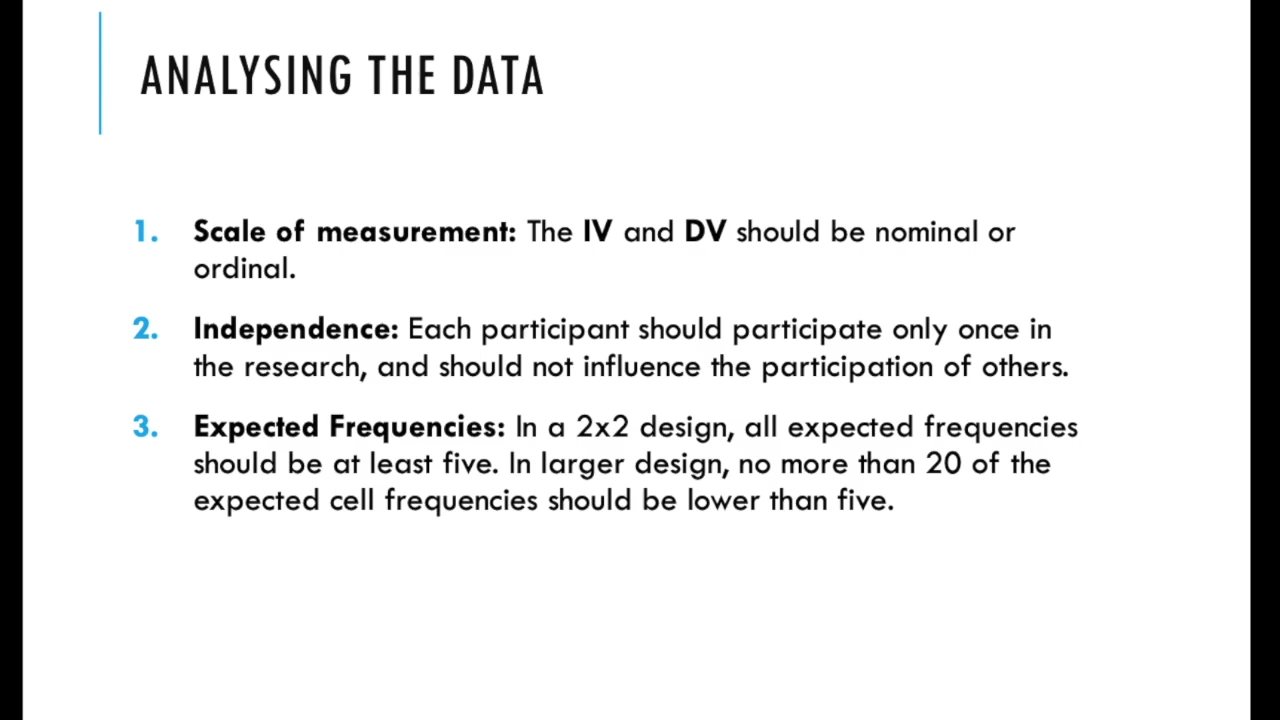 ANALYSING THE DATA
1. Scale of measurement: The IV and DV should be nominal or
ordinal.
2. Independence: Each participant should participate only once in
the research, and should not influence the participation of others.
3. Expected Frequencies: In a 2x2 design, all expected frequencies
should be at least five. In larger design, no more than 20 of the
expected cell frequencies should be lower than five.